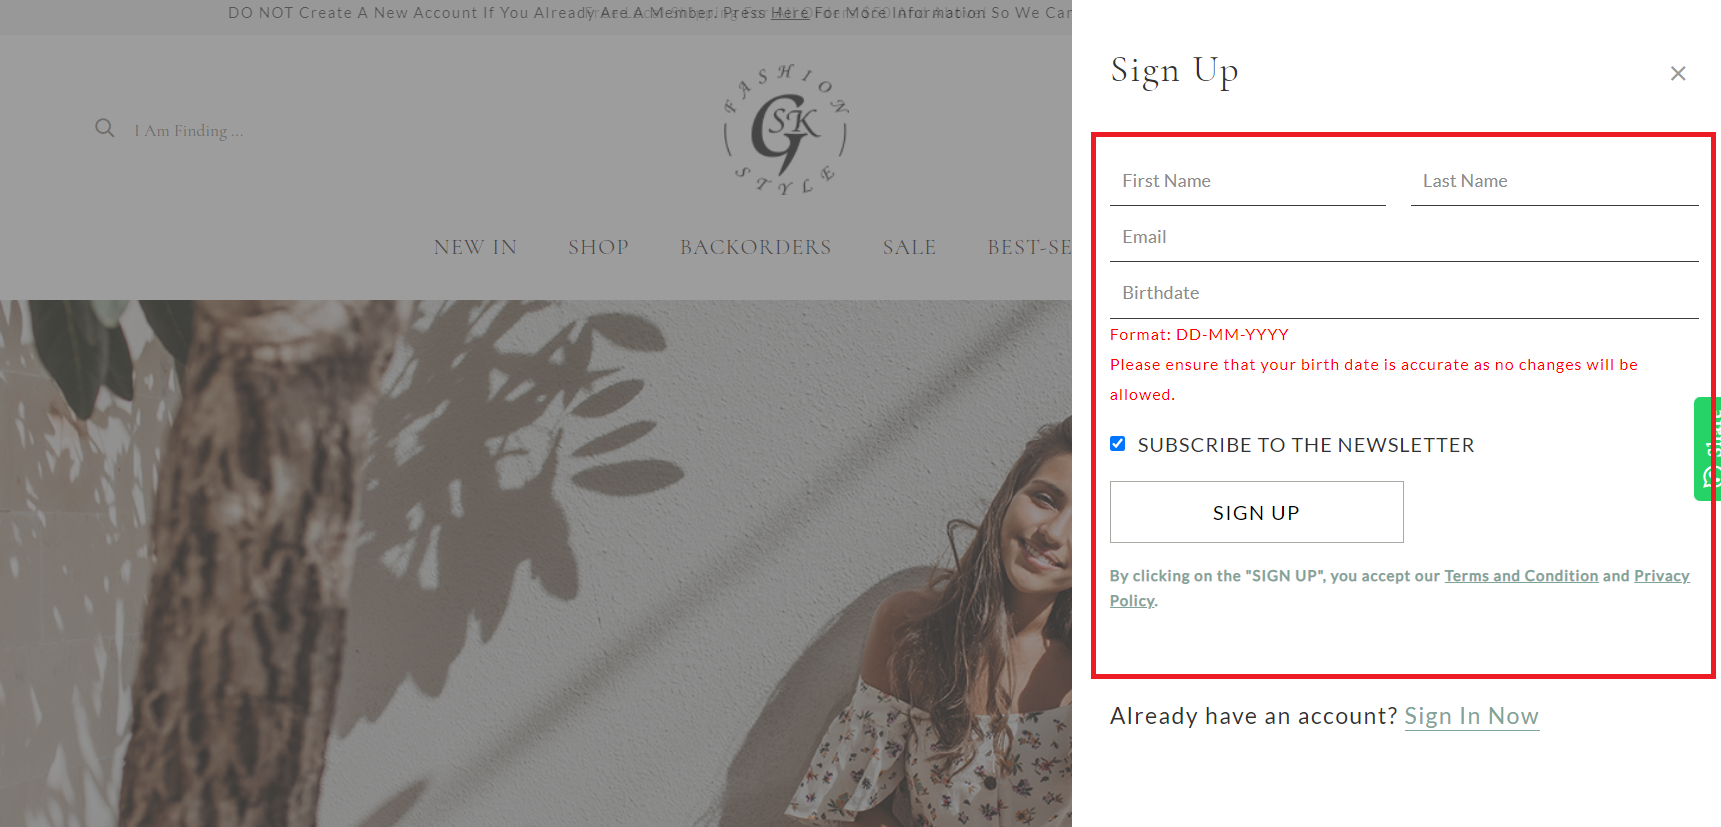 DO NOT Create A New Account If You Already Are A Member. Press Here For More Information So We Can
Sign Up
FASHION
GSK
STYLE
I Am Finding ...
First Name
Last Name
Email
NEW IN
SHOP
BACKORDERS
SALE
BEST-SE
Birthdate
Format: DD-MM-YYYY
Please ensure that your birth date is accurate as no changes will be
allowed.
SUBSCRIBE TO THE NEWSLETTER
SIGN UP
By clicking on the "SIGN UP", you accept our Terms and Condition and Privacy
Policy.
Already have an account? Sign In Now